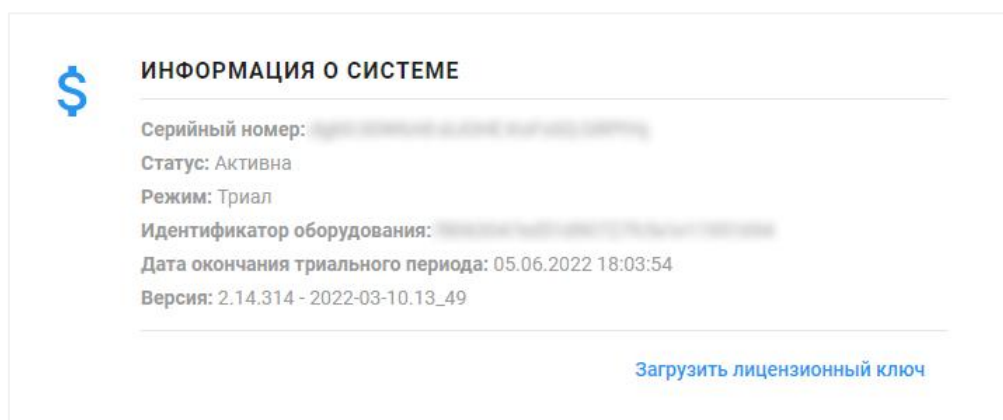 $
ИНФОРМАЦИЯ О СИСТЕМЕ
Серийный номер:
Статус: Активна
Режим: Триал
Идентификатор оборудования:
Дата окончания триального периода: 05.06.2022 18:03:54
Версия: 2.14.314 - 2022-03-10.13_49
Загрузить лицензионный ключ